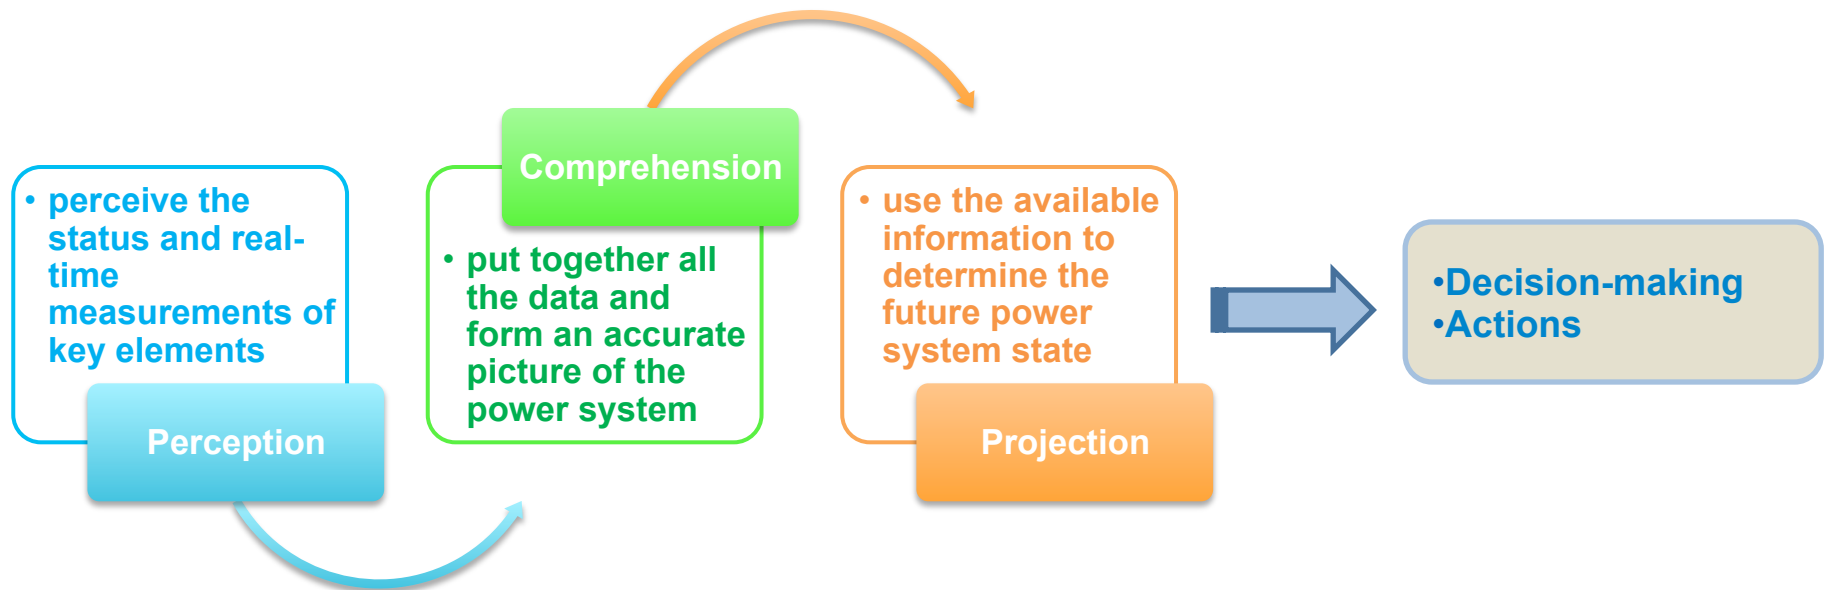 • perceive the
status and real-
time
measurements of
key elements
Perception
Comprehension
• put together all
the data and
form an accurate
picture of the
power system
• use the available
information to
determine the
future power
system state
Projection
•Decision-making
•Actions